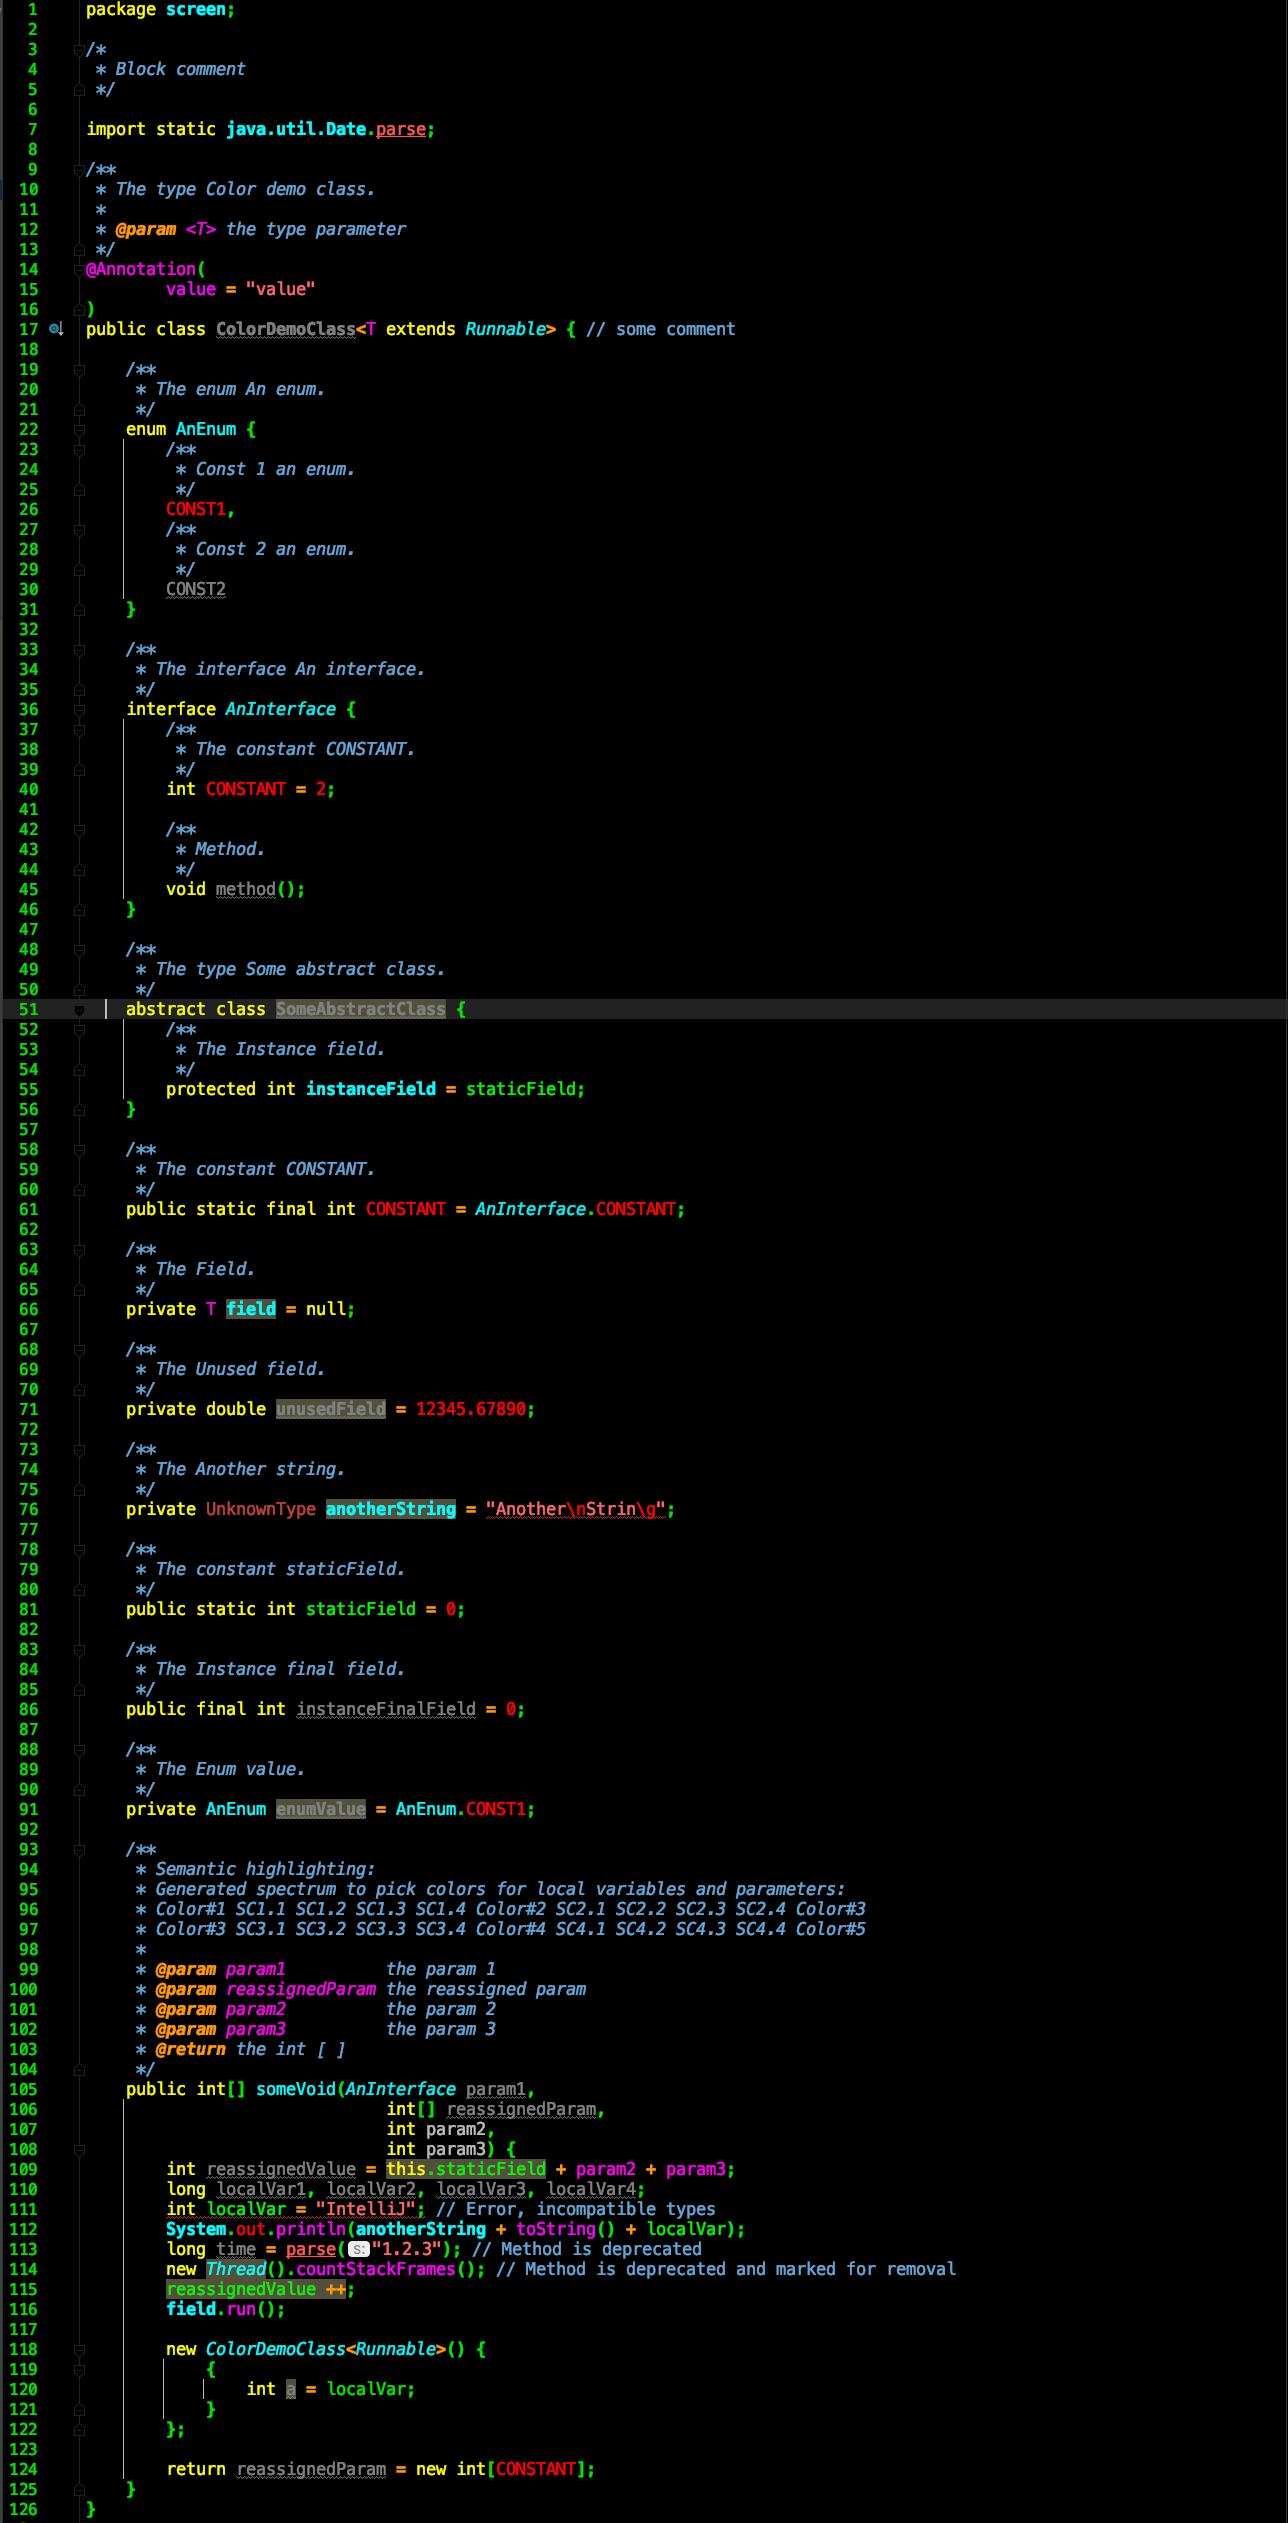 1 package screen;
2
3 /*
4  * Block comment
5  */
6
7 import static java.util.Date.parse;
8
9 /**
10  * The type Color demo class.
11  *
12  * @param <T> the type parameter
13  */
14 @Annotation(
15         value = "value"
16 )
17 public class ColorDemoClass<T extends Runnable> { // some comment
18
19     /**
20      * The enum An enum.
21      */
22     enum AnEnum {
23         /**
24          * Const 1 an enum.
25          */
26         CONST1,
27         /**
28          * Const 2 an enum.
29          */
30         CONST2
31     }
32
33     /**
34      * The interface An interface.
35      */
36     interface AnInterface {
37         /**
38          * The constant CONSTANT.
39          */
40         int CONSTANT = 2;
41
42         /**
43          * Method.
44          */
45         void method();
46     }
47
48     /**
49      * The type Some abstract class.
50      */
51     abstract class SomeAbstractClass {
52         /**
53          * The Instance field.
54          */
55         protected int instanceField = staticField;
56     }
57
58     /**
59      * The constant CONSTANT.
60      */
61     public static final int CONSTANT = AnInterface.CONSTANT;
62
63     /**
64      * The Field.
65      */
66     private T field = null;
67
68     /**
69      * The Unused field.
70      */
71     private double unusedField = 12345.67890;
72
73     /**
74      * The Another string.
75      */
76     private UnknownType anotherString = "Another\nStrin\g";
77
78     /**
79      * The constant staticField.
80      */
81     public static int staticField = 0;
82
83     /**
84      * The Instance final field.
85      */
86     public final int instanceFinalField = 0;
87
88     /**
89      * The Enum value.
90      */
91     private AnEnum enumValue = AnEnum.CONST1;
92
93     /**
94      * Semantic highlighting:
95      * Generated spectrum to pick colors for local variables and parameters:
96      * Color#1 SC1.1 SC1.2 SC1.3 SC1.4 Color#2 SC2.1 SC2.2 SC2.3 SC2.4 Color#3
97      * Color#3 SC3.1 SC3.2 SC3.3 SC3.4 Color#4 SC4.1 SC4.2 SC4.3 SC4.4 Color#5
98      *
99      * @param param1          the param 1
100      * @param reassignedParam the reassigned param
101      * @param param2          the param 2
102      * @param param3          the param 3
103      * @return the int [ ]
104      */
105     public int[] someVoid(AnInterface param1,
106                               int[] reassignedParam,
107                               int param2,
108                               int param3) {
109         int reassignedValue = this.staticField + param2 + param3;
110         long localVar1, localVar2, localVar3, localVar4;
111         int localVar = "IntelliJ"; // Error, incompatible types
112         System.out.println(anotherString + toString() + localVar);
113         long time = parse( s: "1.2.3"); // Method is deprecated
114         new Thread().countStackFrames(); // Method is deprecated and marked for removal
115         reassignedValue ++;
116         field.run();
117
118         new ColorDemoClass<Runnable>() {
119             {
120                 int a = localVar;
121             }
122         };
123
124         return reassignedParam = new int[CONSTANT];
125     }
126 }